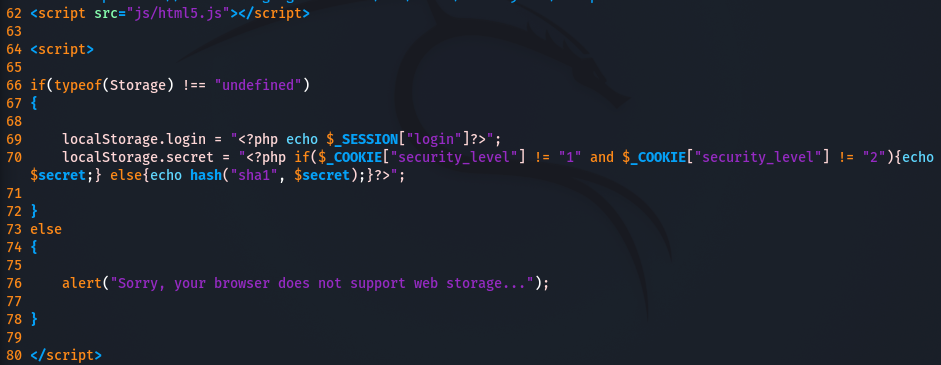 62 <script src="js/html5.js"></script>
63
64 <script>
65
66 if(typeof(Storage) !== "undefined")
67 {
68
69     localStorage.login = "<?php echo $_SESSION["login"]?>";
70     localStorage.secret = "<?php if($_COOKIE["security_level"] != "1" and $_COOKIE["security_level"] != "2"){echo
$secret;} else{echo hash("sha1", $secret);}?>";
71
72 }
73 else
74 {
75
76     alert("Sorry, your browser does not support web storage...");
77
78 }
79
80 </script>